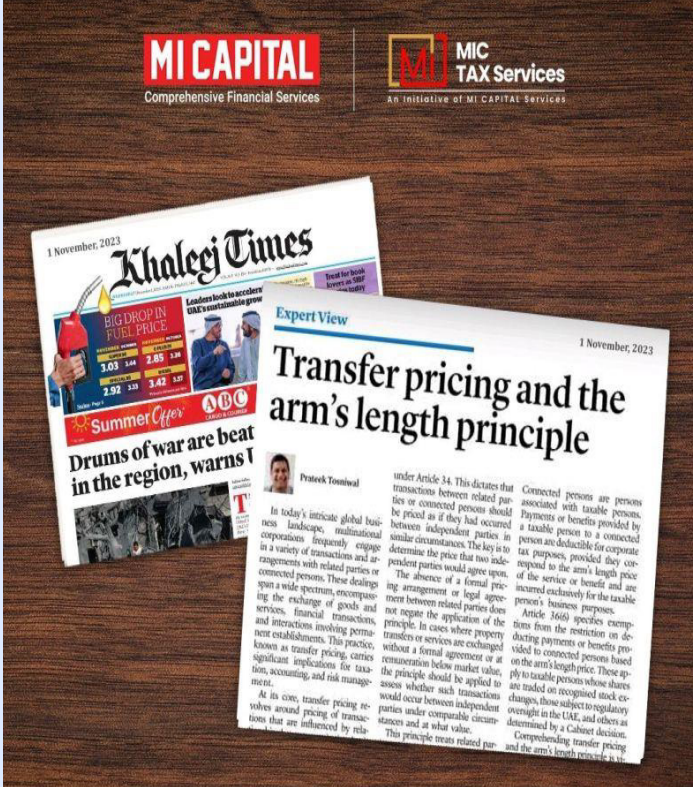 MI CAPITAL
Comprehensive Financial Services
MIC
TAX Services
An Initiative of MI CAPITAL Services
1 November, 2023
Khaleej Times
Leaders look to accelerate
UAE's sustainable grow
BIG DROP IN
FUEL PRICE
3.03 3.44 2.85 3.26
2.92 3.33 3.42 3.57
Summer Offer
ABC
CARGO & COURIER
Drums of war are beat
in the region, warns U
Expert View
1 November, 2023
Transfer pricing and the
arm's length principle
Prateek Tosniwal
In today's intricate global busi-
ness landscape, multinational
corporations frequently engage
in a variety of transactions and ar-
rangements with related parties or
connected persons. These dealings
span a wide spectrum, encompass-
ing the exchange of goods and
services, financial transactions,
and interactions involving perma-
nent establishments. This practice,
known as transfer pricing, carries
significant implications for taxa-
tion, accounting, and risk manage-
ment.
At its core, transfer pricing re-
volves around pricing of transac-
tions that are influenced by rela-
under Article 34. This dictates that
transactions between related par-
ties or connected persons should
be priced as if they had occurred
between independent parties in
similar circumstances. The key is to
determine the price that two inde-
pendent parties would agree upon.
The absence of a formal pric-
ing arrangement or legal agree-
ment between related parties does
not negate the application of the
principle. In cases where property
transfers or services are exchanged
without a formal agreement or at
remuneration below market value,
the principle should be applied to
assess whether such transactions
would occur between independent
parties under comparable circum-
stances and at what value.
This principle treats related par-
Connected persons are persons
associated with taxable persons.
Payments or benefits provided by
a taxable person to a connected
person are deductible for corporate
tax purposes, provided they cor-
respond to the arm's length price
of the service or benefit and are
incurred exclusively for the taxable
person's business purposes.
Article 36(6) specifies exemp-
tions from the restriction on de-
ducting payments or benefits pro-
vided to connected persons based
on the arm's length price. These ap-
ply to taxable persons whose shares
are traded on recognised stock ex-
changes, those subject to regulatory
oversight in the UAE, and others as
determined by a Cabinet decision.
Comprehending transfer pricing
and the arm's length principle is vi-